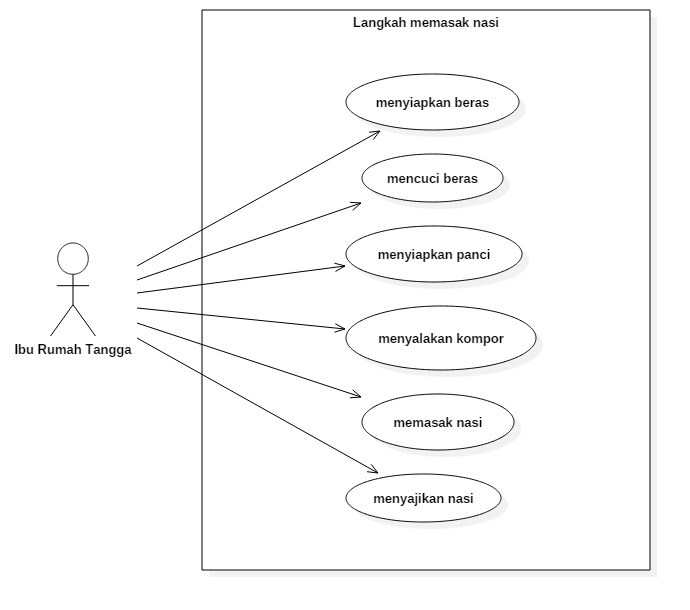 Langkah memasak nasi
menyiapkan beras
mencuci beras
menyiapkan panci
menyalakan kompor
Ibu Rumah Tangga
memasak nasi
menyajikan nasi